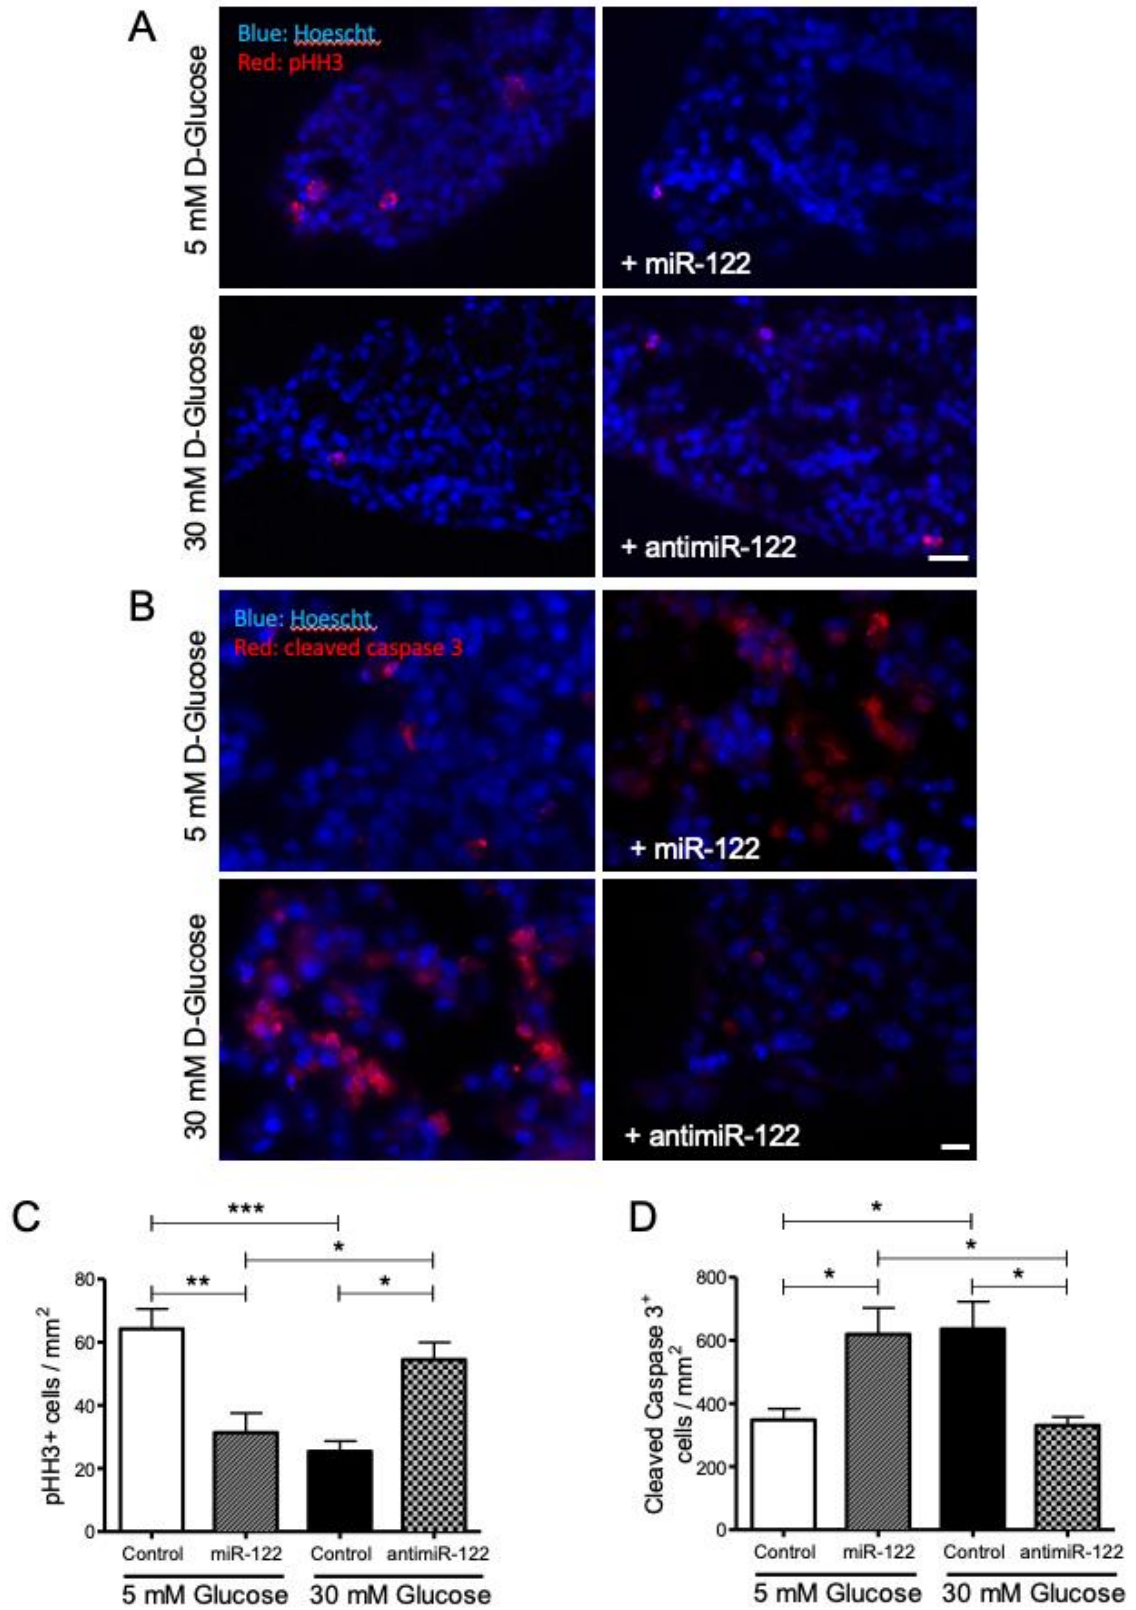 A
Blue: Hoescht
Red: pHH3
5 mM D-Glucose
+ miR-122
30 mM D-Glucose
+ antimiR-122
B
Blue: Hoescht
Red: cleaved caspase 3
5 mM D-Glucose
+ miR-122
30 mM D-Glucose
+ antimiR-122
C
***
*
**
*
pHH3+ cells / mm²
80
60
40
20
0
Control miR-122 Control antimiR-122
5 mM Glucose 30 mM Glucose
D
*
*
*
*
Cleaved Caspase 3⁺
cells / mm²
800
600
400
200
0
Control miR-122 Control antimiR-122
5 mM Glucose 30 mM Glucose